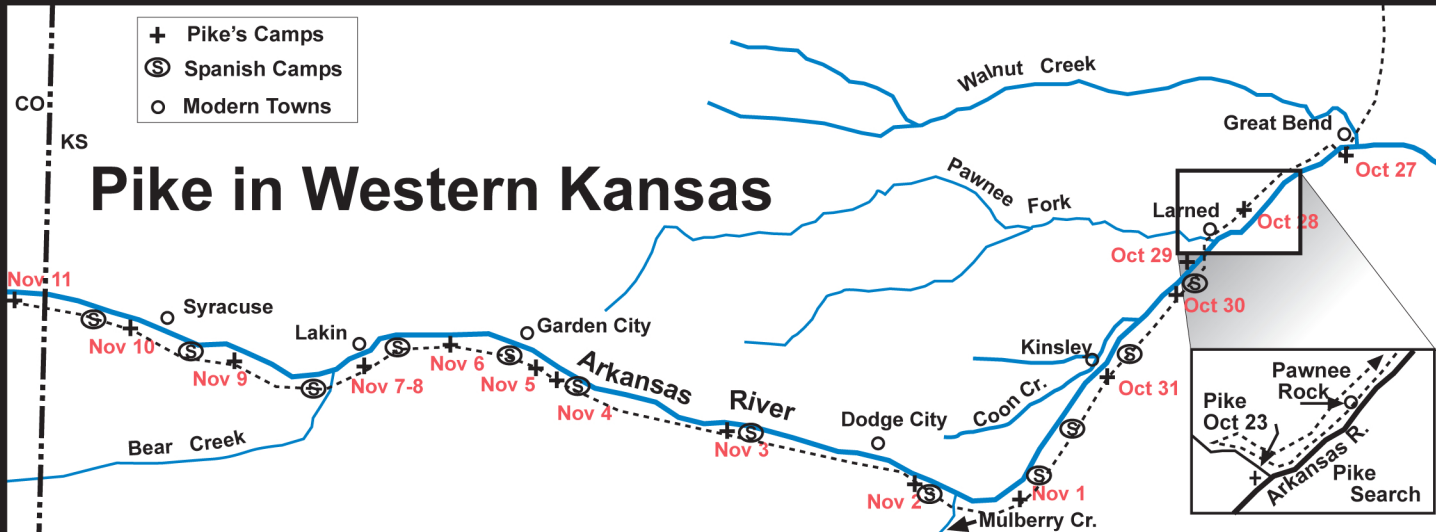 Pike's Camps
Spanish Camps
Modern Towns
CO
KS
Pike in Western Kansas
Walnut Creek
Great Bend
Oct 27
Pawnee Fork
Larned
Oct 28
Oct 29
Oct 30
Nov 11
Syracuse
Nov 10
Nov 9
Lakin
Nov 7-8
Nov 6
Garden City
Nov 5
Nov 4
Arkansas River
Nov 3
Dodge City
Nov 2
Kinsley
Coon Cr.
Oct 31
Nov 1
Mulberry Cr.
Bear Creek
S
S
S
S
S
S
S
S
S
S
S
S
Pawnee
Rock
Pike
Oct 23
Arkansas R.
Pike
Search